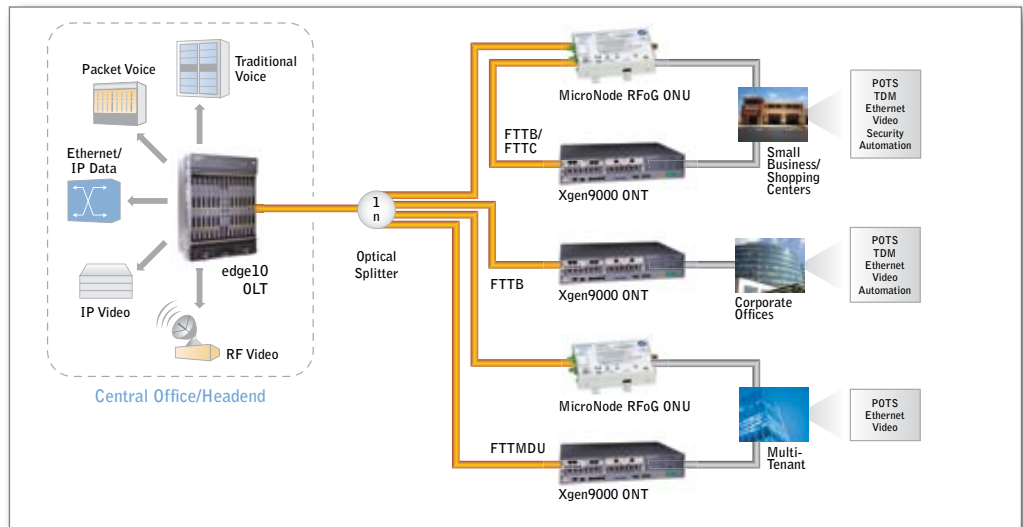 Packet Voice
Traditional
Voice
Ethernet/
IP Data
IP Video
RF Video
edge10
OLT
Central Office/Headend
1
n
Optical
Splitter
MicroNode RFoG ONU
FTTB/
FTTC
Xgen9000 ONT
Small
Business/
Shopping
Centers
POTS
TDM
Ethernet
Video
Security
Automation
FTTB
Xgen9000 ONT
Corporate
Offices
POTS
TDM
Ethernet
Video
Automation
MicroNode RFoG ONU
FTTMDU
Xgen9000 ONT
Multi-
Tenant
POTS
Ethernet
Video